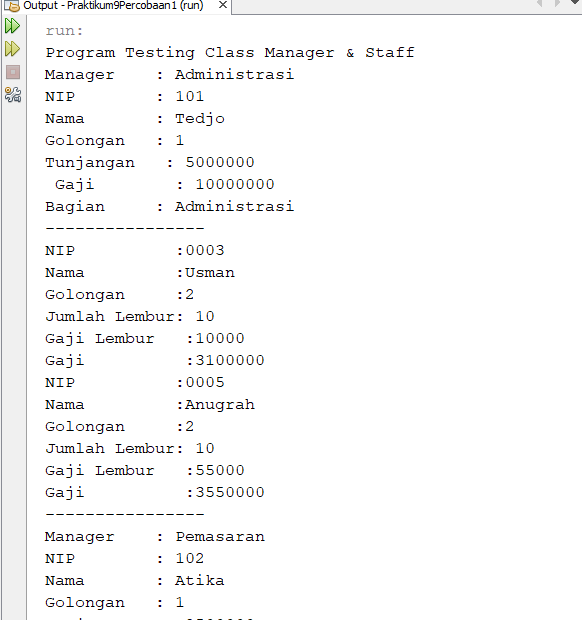 Output - Praktikum9Percobaan1 (run)
run:
Program Testing Class Manager & Staff
Manager    : Administrasi
NIP        : 101
Nama       : Tedjo
Golongan   : 1
Tunjangan   : 5000000
 Gaji        : 10000000
Bagian     : Administrasi
----------------
NIP          :0003
Nama         :Usman
Golongan     :2
Jumlah Lembur: 10
Gaji Lembur   :10000
Gaji          :3100000
NIP          :0005
Nama         :Anugrah
Golongan     :2
Jumlah Lembur: 10
Gaji Lembur   :55000
Gaji          :3550000
----------------
Manager    : Pemasaran
NIP        : 102
Nama       : Atika
Golongan   : 1